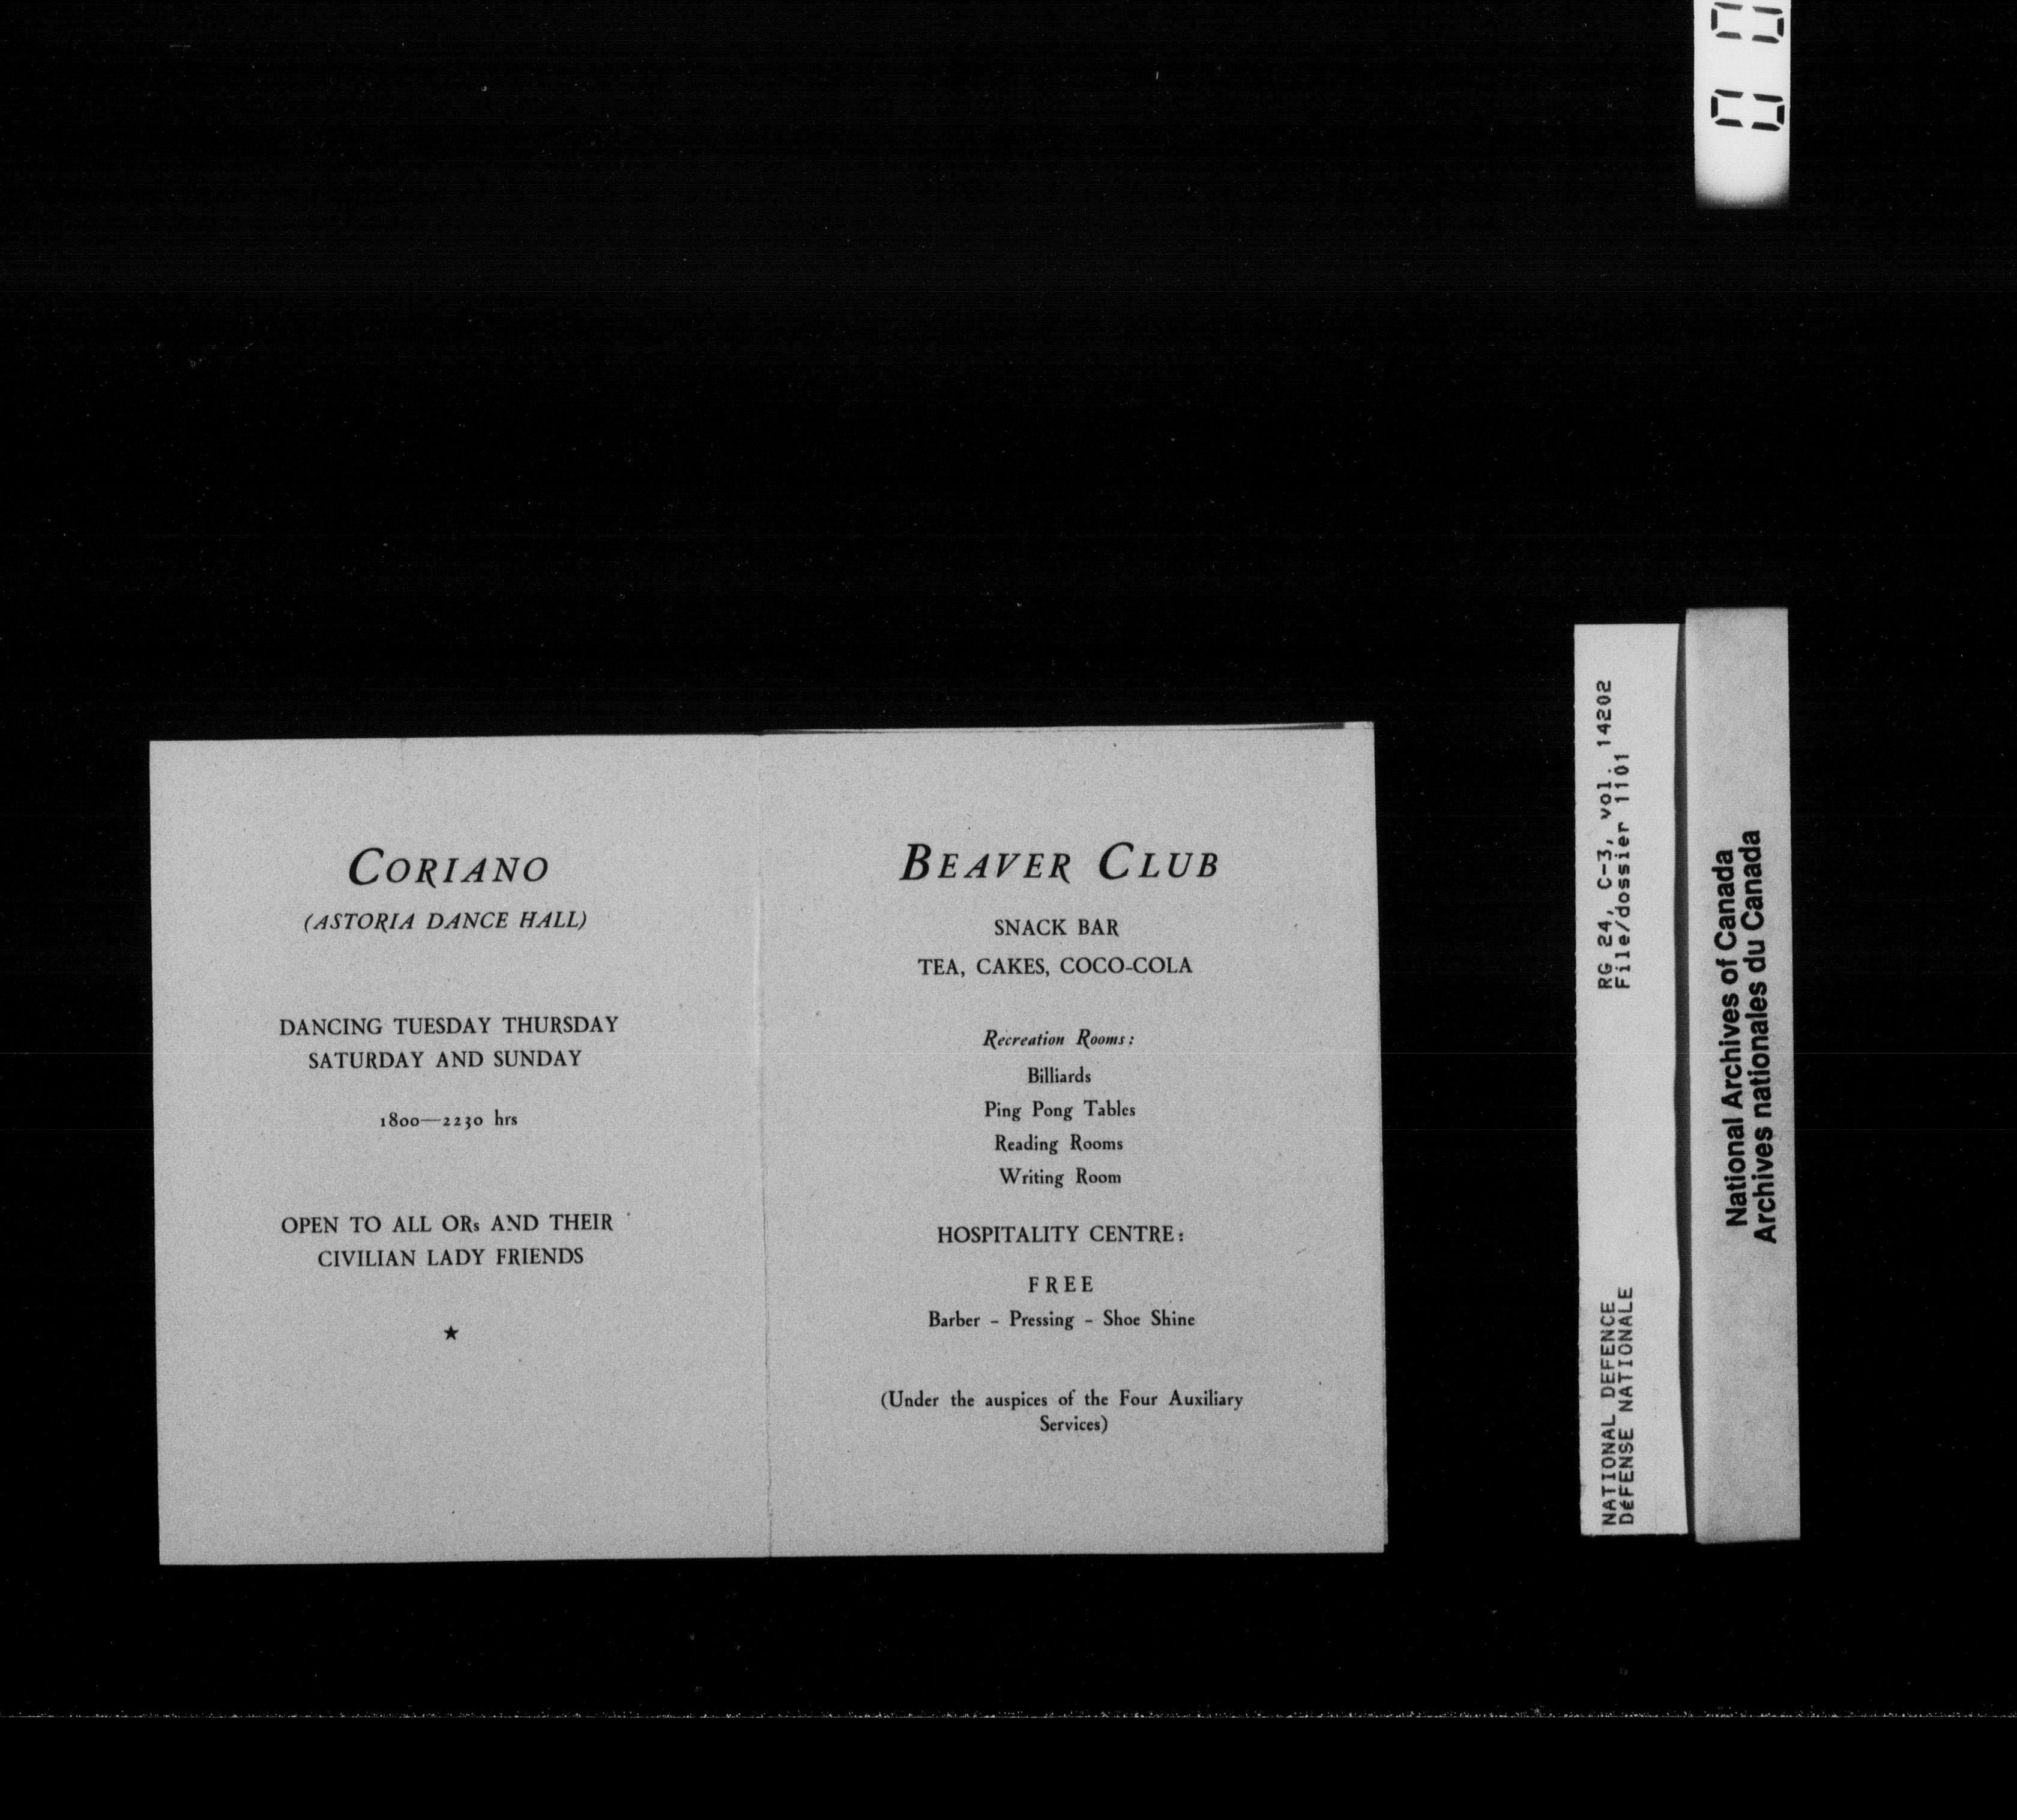 CORIANO
(ASTORIA DANCE HALL)
DANCING TUESDAY THURSDAY
SATURDAY AND SUNDAY
1800—2230 hrs
OPEN TO ALL ORs AND THEIR
CIVILIAN LADY FRIENDS
★
BEAVER CLUB
SNACK BAR
TEA, CAKES, COCO-COLA
Recreation Rooms:
Billiards
Ping Pong Tables
Reading Rooms
Writing Room
HOSPITALITY CENTRE:
FREE
Barber - Pressing - Shoe Shine
(Under the auspices of the Four Auxiliary
Services)
NATIONAL DEFENCE
DéFENSE NATIONALE
RG 24, C-3, vol. 14202
File/dossier 1101
National Archives of Canada
Archives nationales du Canada